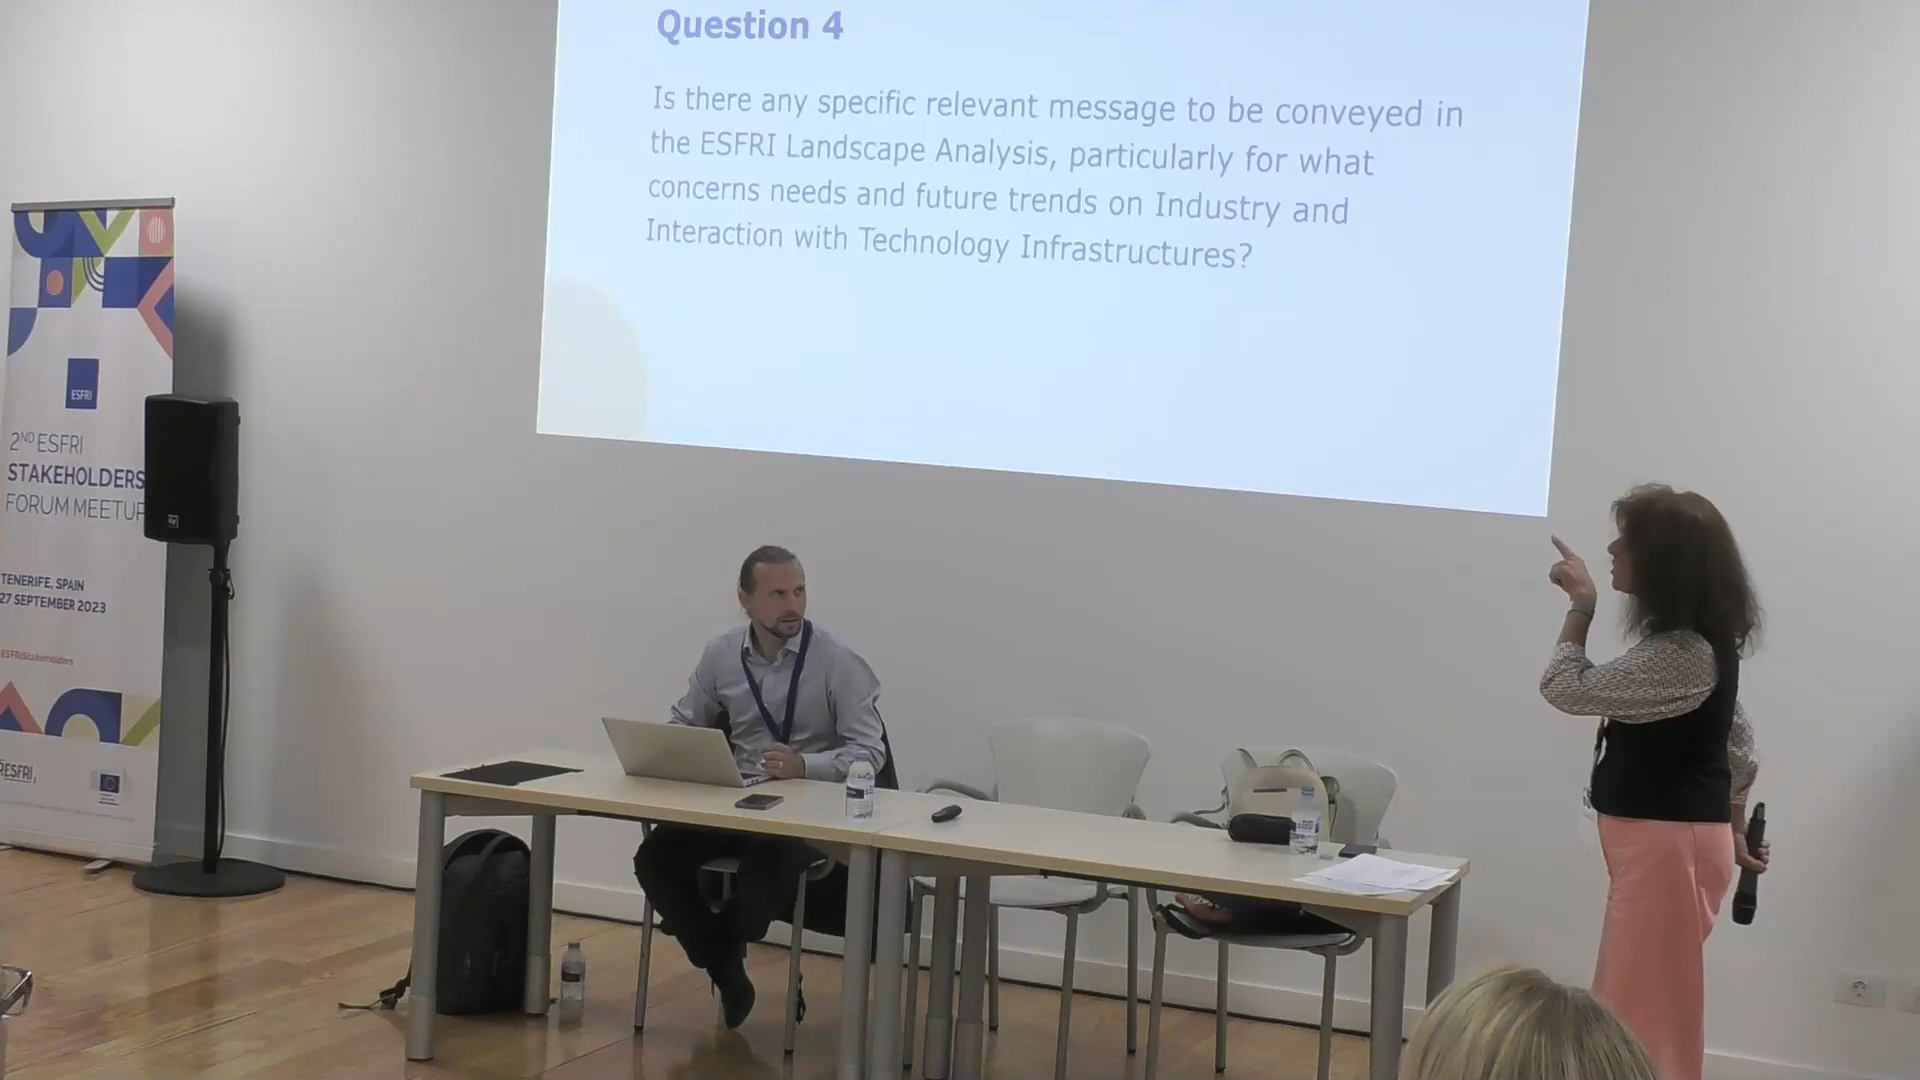 Question 4
Is there any specific relevant message to be conveyed in
the ESFRI Landscape Analysis, particularly for what
concerns needs and future trends on Industry and
Interaction with Technology Infrastructures?
ESFRI
2ND ESFRI
STAKEHOLDERS
FORUM MEETUP
TENERIFE, SPAIN
27 SEPTEMBER 2023
ESFRIStakeholders
ESFRI